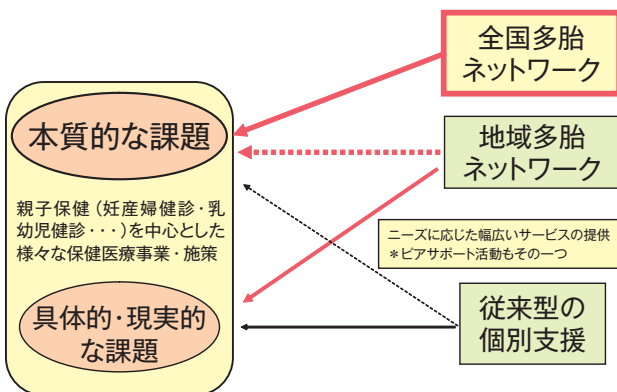 全国多胎
ネットワーク
本質的な課題
地域多胎
ネットワーク
親子保健(妊産婦健診・乳
幼児健診・・・)を中心とした
様々な保健医療事業・施策
ニーズに応じた幅広いサービスの提供
*ピアサポート活動もその一つ
具体的・現実的
な課題
従来型の
個別支援